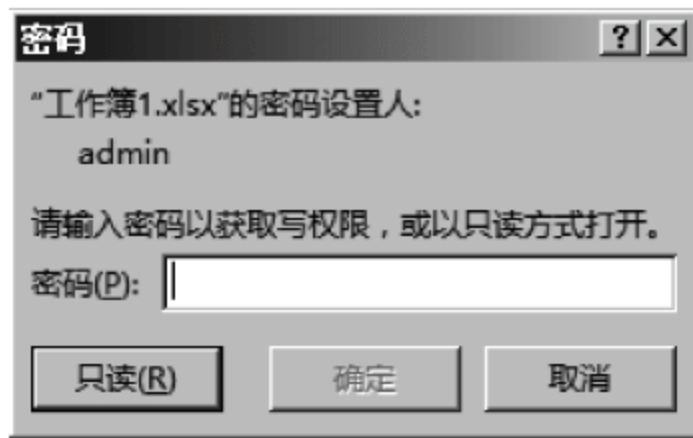 密码
"工作簿1.xlsx"的密码设置人:
admin
请输入密码以获取写权限，或以只读方式打开。
密码(P):
只读(R) 确定 取消